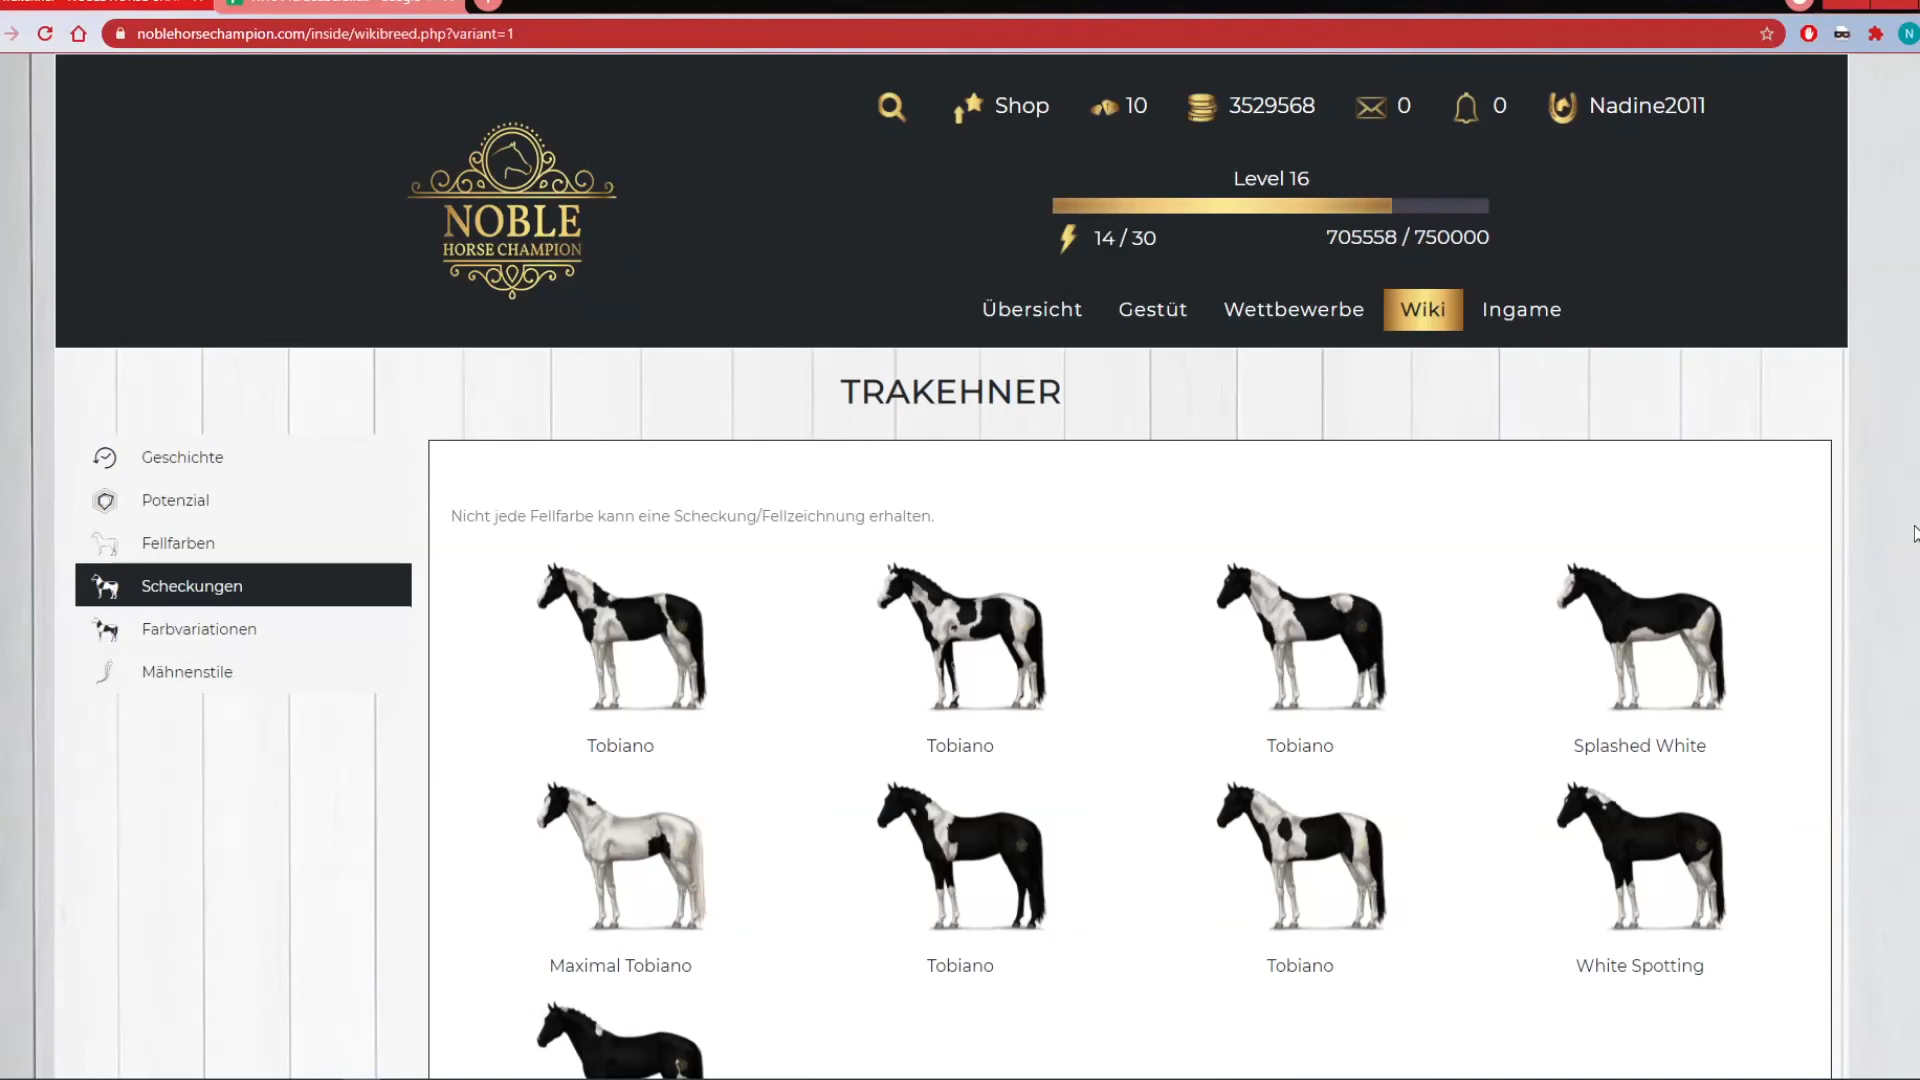 noblehorsechampion.com/inside/wikibreed.php?variant=1
N
Shop
10
3529568
0
0
Nadine2011
NOBLE
HORSE CHAMPION
Level 16
14 / 30
705558 / 750000
Übersicht
Gestüt
Wettbewerbe
Wiki
Ingame
TRAKEHNER
Geschichte
Potenzial
Fellfarben
Scheckungen
Farbvariationen
Mähnenstile
Nicht jede Fellfarbe kann eine Scheckung/Fellzeichnung erhalten.
Tobiano
Tobiano
Tobiano
Splashed White
Maximal Tobiano
Tobiano
Tobiano
White Spotting